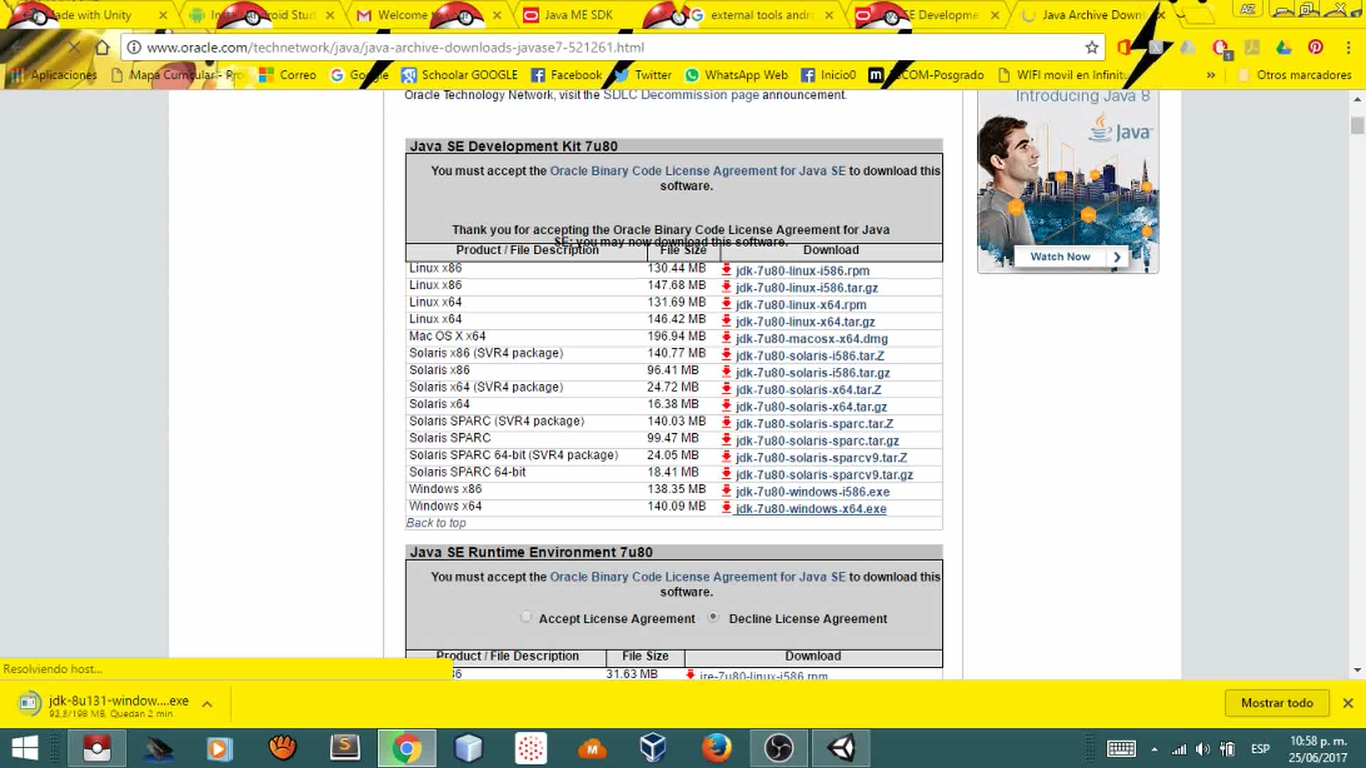 ade with Unity
Android Stud
Welcome to
Java ME SDK
external tools andr
SE Developme
Java Archive Down
AZ
www.oracle.com/technetwork/java/java-archive-downloads-javase7-521261.html
1
Aplicaciones
Mapa Curricular - Pro
Correo
Google
Schoolar GOOGLE
Facebook
Twitter
WhatsApp Web
Inicio0
COM-Posgrado
WIFI movil en Infinitu
»
Otros marcadores
Oracle Technology Network, visit the SDLC Decommission page announcement.
Introducing Java 8
Java
Watch Now
Java SE Development Kit 7u80
You must accept the Oracle Binary Code License Agreement for Java SE to download this
software.
Thank you for accepting the Oracle Binary Code License Agreement for Java
SE; you may now download this software.
Product / File Description File Size Download
Linux x86 130.44 MB jdk-7u80-linux-i586.rpm
Linux x86 147.68 MB jdk-7u80-linux-i586.tar.gz
Linux x64 131.69 MB jdk-7u80-linux-x64.rpm
Linux x64 146.42 MB jdk-7u80-linux-x64.tar.gz
Mac OS X x64 196.94 MB jdk-7u80-macosx-x64.dmg
Solaris x86 (SVR4 package) 140.77 MB jdk-7u80-solaris-i586.tar.Z
Solaris x86 96.41 MB jdk-7u80-solaris-i586.tar.gz
Solaris x64 (SVR4 package) 24.72 MB jdk-7u80-solaris-x64.tar.Z
Solaris x64 16.38 MB jdk-7u80-solaris-x64.tar.gz
Solaris SPARC (SVR4 package) 140.03 MB jdk-7u80-solaris-sparc.tar.Z
Solaris SPARC 99.47 MB jdk-7u80-solaris-sparc.tar.gz
Solaris SPARC 64-bit (SVR4 package) 24.05 MB jdk-7u80-solaris-sparcv9.tar.Z
Solaris SPARC 64-bit 18.41 MB jdk-7u80-solaris-sparcv9.tar.gz
Windows x86 138.35 MB jdk-7u80-windows-i586.exe
Windows x64 140.09 MB jdk-7u80-windows-x64.exe
Back to top
Java SE Runtime Environment 7u80
You must accept the Oracle Binary Code License Agreement for Java SE to download this
software.
Accept License Agreement Decline License Agreement
Product / File Description File Size Download
86 31.63 MB jre-7u80-linux-i586.rpm
Resolviendo host...
jdk-8u131-window....exe
92,8/198 MB, Quedan 2 min
Mostrar todo
ESP
10:58 p. m.
25/06/2017